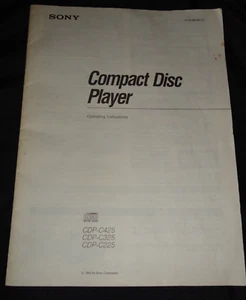 SONY
Compact Disc
Player
Operating Instructions
CDP-C425
CDP-C325
CDP-C225